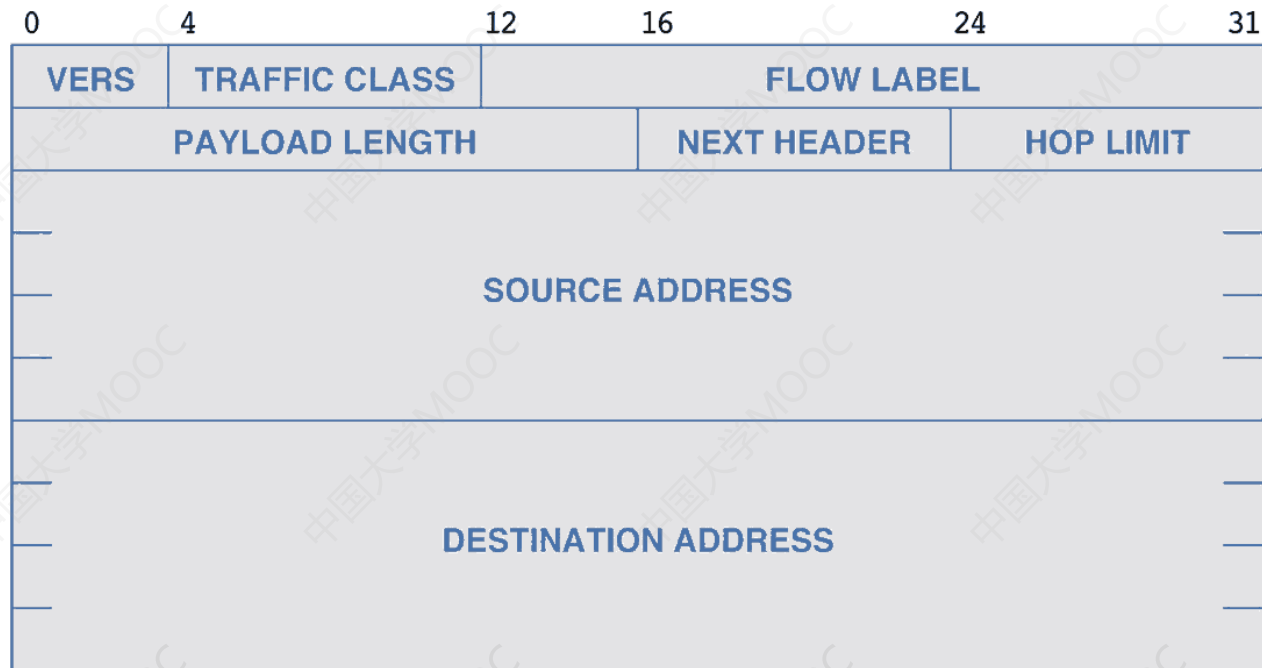 0 4 12 16 24 31
VERS TRAFFIC CLASS FLOW LABEL
PAYLOAD LENGTH NEXT HEADER HOP LIMIT
SOURCE ADDRESS
DESTINATION ADDRESS
中国大学MOOC